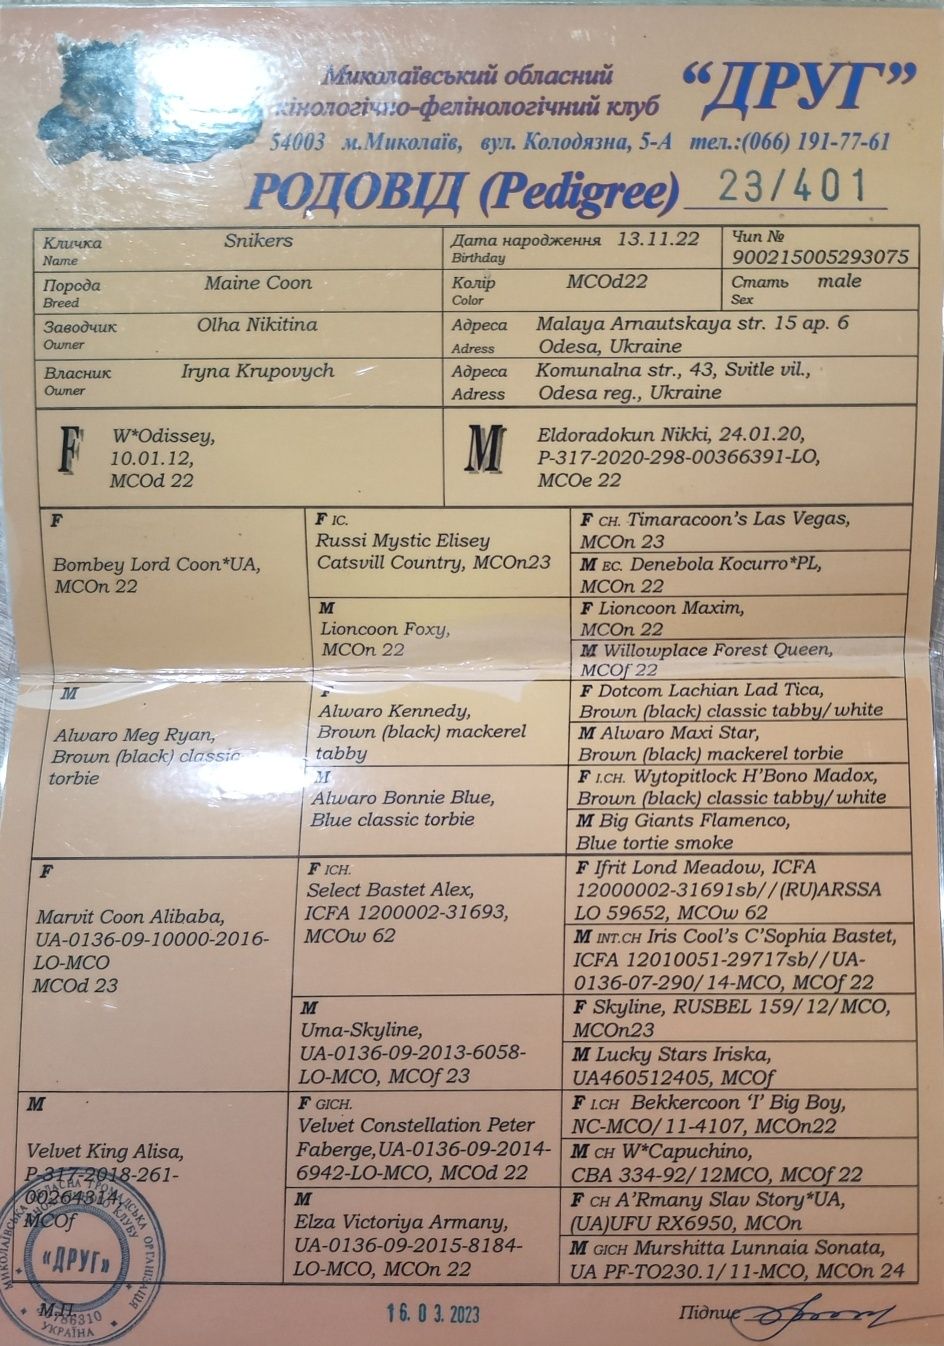 Миколаївський обласний
кінологічно-фелінологічний клуб
“ДРУГ”
54003 м.Миколаїв, вул. Колодязна, 5-А тел.:(066) 191-77-61
РОДОВІД (Pedigree) 23/401
Кличка Snikers
Name
Дата народження 13.11.22
Birthday
Чип №
900215005293075
Порода Maine Coon
Breed
Колір MCOd22
Color
Стать male
Sex
Заводчик Olha Nikitina
Owner
Адреса Malaya Arnautskaya str. 15 ap. 6
Adress Odesa, Ukraine
Власник Iryna Krupovych
Owner
Адреса Komunalna str., 43, Svitle vil.,
Adress Odesa reg., Ukraine
F W*Odissey,
10.01.12,
MCOd 22
M Eldoradokun Nikki, 24.01.20,
P-317-2020-298-00366391-LO,
MCOe 22
F
Bombey Lord Coon*UA,
MCOn 22
F IC.
Russi Mystic Elisey
Catsvill Country, MCOn23
F CH. Timaracoon's Las Vegas,
MCOn 23
M EC. Denebola Kocurro*PL,
MCOn 22
M
Lioncoon Foxy,
MCOn 22
F Lioncoon Maxim,
MCOn 22
M Willowplace Forest Queen,
MCOf 22
M
Alwaro Meg Ryan,
Brown (black) classic
torbie
F
Alwaro Kennedy,
Brown (black) mackerel
tabby
F Dotcom Lachian Lad Tica,
Brown (black) classic tabby/white
M Alwaro Maxi Star,
Brown (black) mackerel torbie
M
Alwaro Bonnie Blue,
Blue classic torbie
F I.CH. Wytopitlock H'Bono Madox,
Brown (black) classic tabby/white
M Big Giants Flamenco,
Blue tortie smoke
F
Marvit Coon Alibaba,
UA-0136-09-10000-2016-
LO-MCO
MCOd 23
F ICH.
Select Bastet Alex,
ICFA 1200002-31693,
MCOw 62
F Ifrit Lond Meadow, ICFA
12000002-31691sb//(RU)ARSSA
LO 59652, MCOw 62
M INT.CH Iris Cool's C'Sophia Bastet,
ICFA 12010051-29717sb//UA-
0136-07-290/14-MCO, MCOf 22
M
Uma-Skyline,
UA-0136-09-2013-6058-
LO-MCO, MCOf 23
F Skyline, RUSBEL 159/12/MCO,
MCOn23
M Lucky Stars Iriska,
UA460512405, MCOf
M
Velvet King Alisa,
P-317-2018-261-
00264314,
MCOf
F GICH.
Velvet Constellation Peter
Faberge,UA-0136-09-2014-
6942-LO-MCO, MCOd 22
F I.CH Bekkercoon 'I' Big Boy,
NC-MCO/11-4107, MCOn22
M CH W*Capuchino,
CBA 334-92/12MCO, MCOf 22
M
Elza Victoriya Armany,
UA-0136-09-2015-8184-
LO-MCO, MCOn 22
F CH A'Rmany Slav Story*UA,
(UA)UFU RX6950, MCOn
M GICH Murshitta Lunnaia Sonata,
UA PF-TO230.1/11-MCO, MCOn 24
«ДРУГ»
УКРАЇНА
М.П.
16. 03. 2023
Підпис